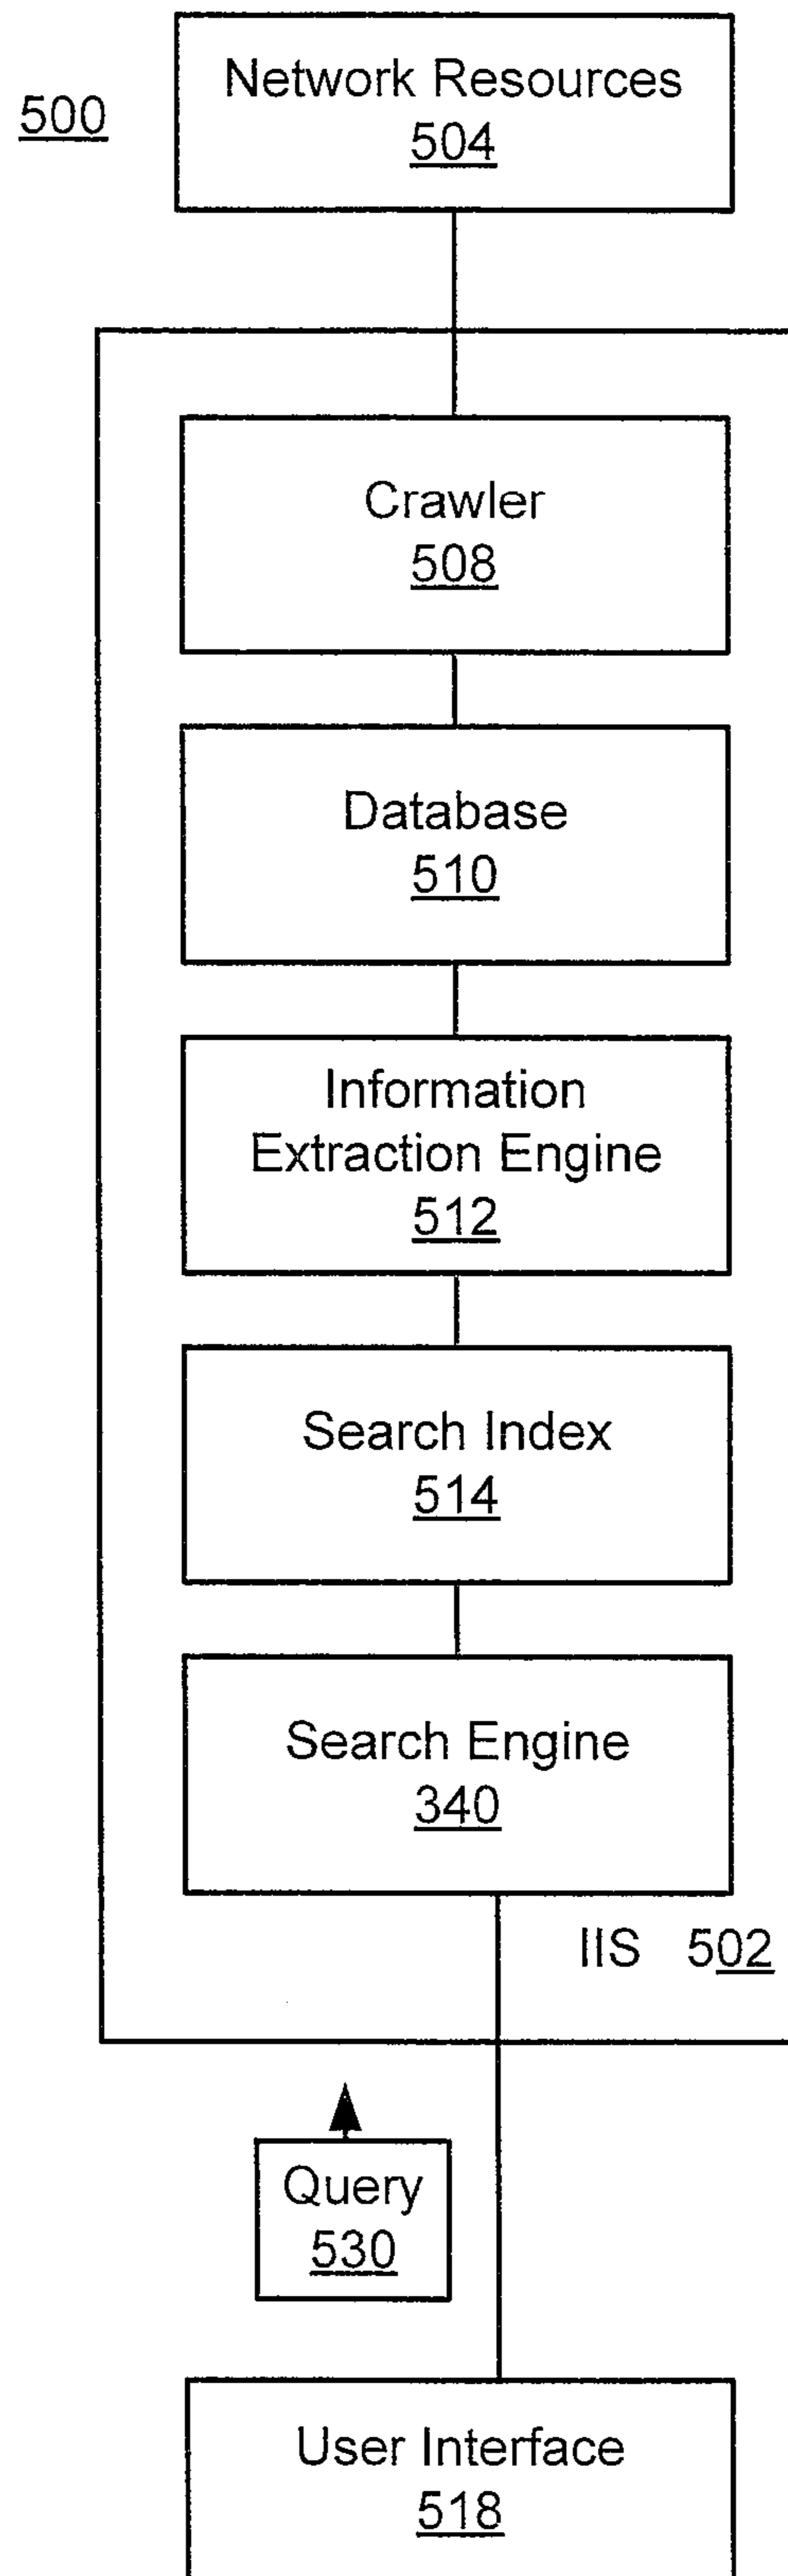 500
Network Resources
504
Crawler
508
Database
510
Information
Extraction Engine
512
Search Index
514
Search Engine
340
IIS 502
Query
530
User Interface
518